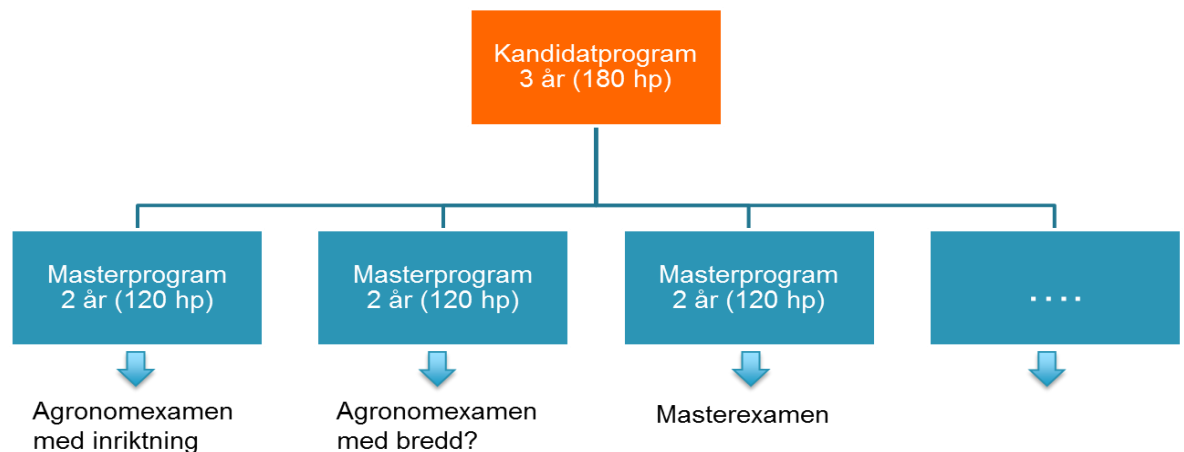 Kandidatprogram
3 år (180 hp)
Masterprogram
2 år (120 hp)
Masterprogram
2 år (120 hp)
Masterprogram
2 år (120 hp)
....
Agronomexamen
med inriktning
Agronomexamen
med bredd?
Masterexamen